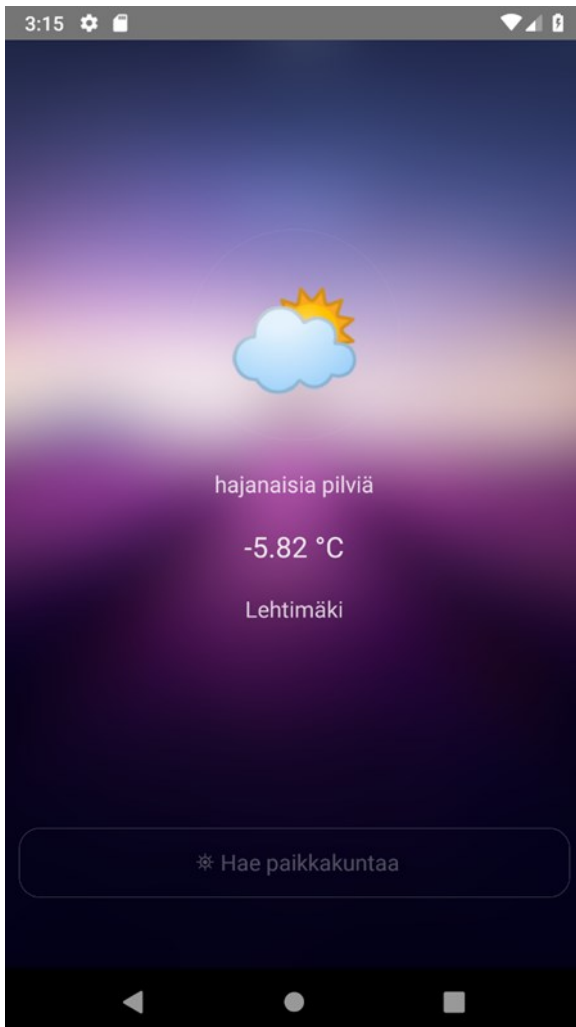 3:15
hajanaisia pilviä
-5.82 °C
Lehtimäki
⎈ Hae paikkakuntaa